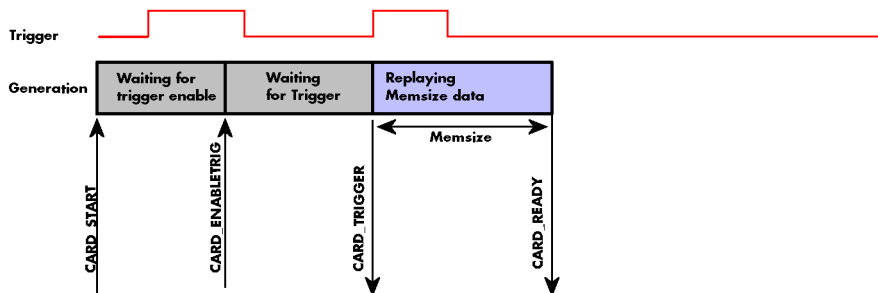 Trigger
Generation
Waiting for
trigger enable
Waiting
for Trigger
Replaying
Memsize data
Memsize
CARD_START
CARD_ENABLETRIG
CARD_TRIGGER
CARD_READY